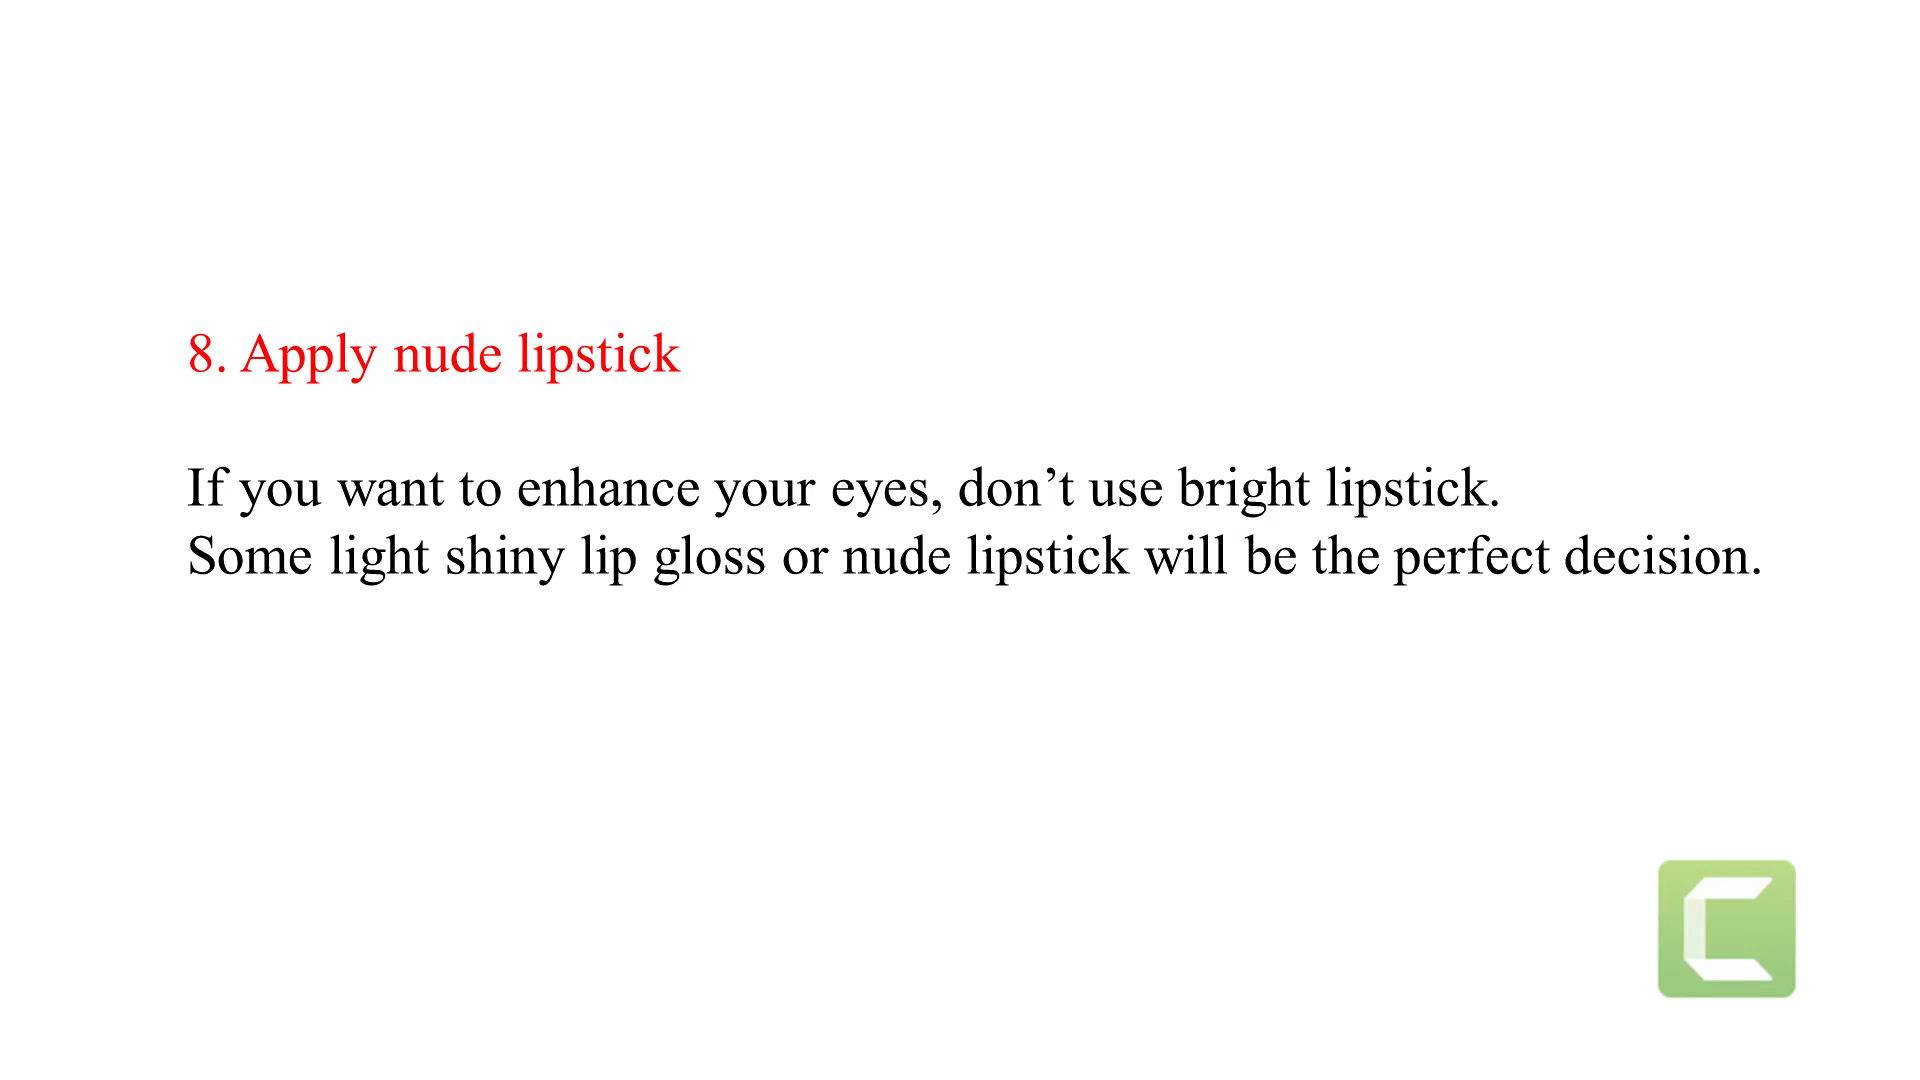 8. Apply nude lipstick
If you want to enhance your eyes, don’t use bright lipstick.
Some light shiny lip gloss or nude lipstick will be the perfect decision.